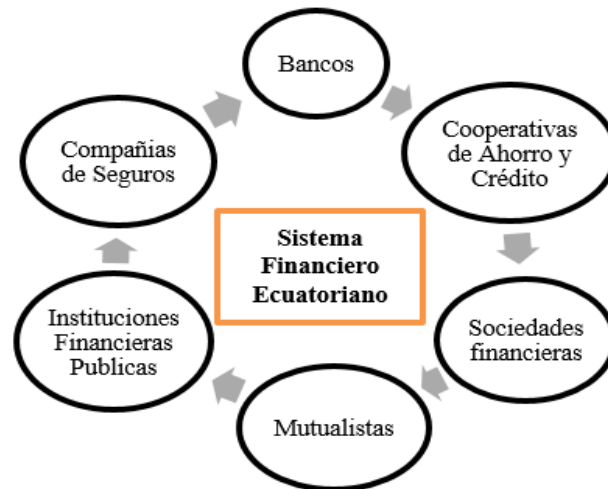 Bancos
Cooperativas
de Ahorro y
Crédito
Sociedades
financieras
Mutualistas
Instituciones
Financieras
Publicas
Compañias
de Seguros
Sistema
Financiero
Ecuatoriano